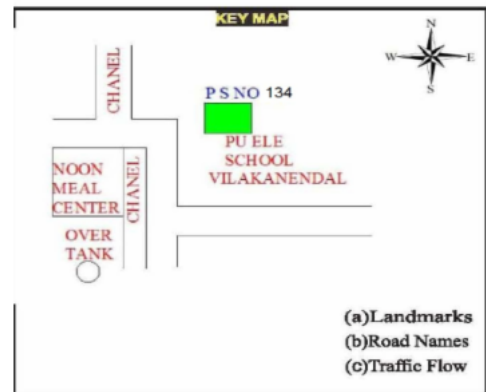 KEY MAP
N
W E
S
CHANEL
P S NO 134
PU ELE
SCHOOL
VILAKANENDAL
NOON
MEAL
CENTER
CHANEL
OVER
TANK
(a)Landmarks
(b)Road Names
(c)Traffic Flow